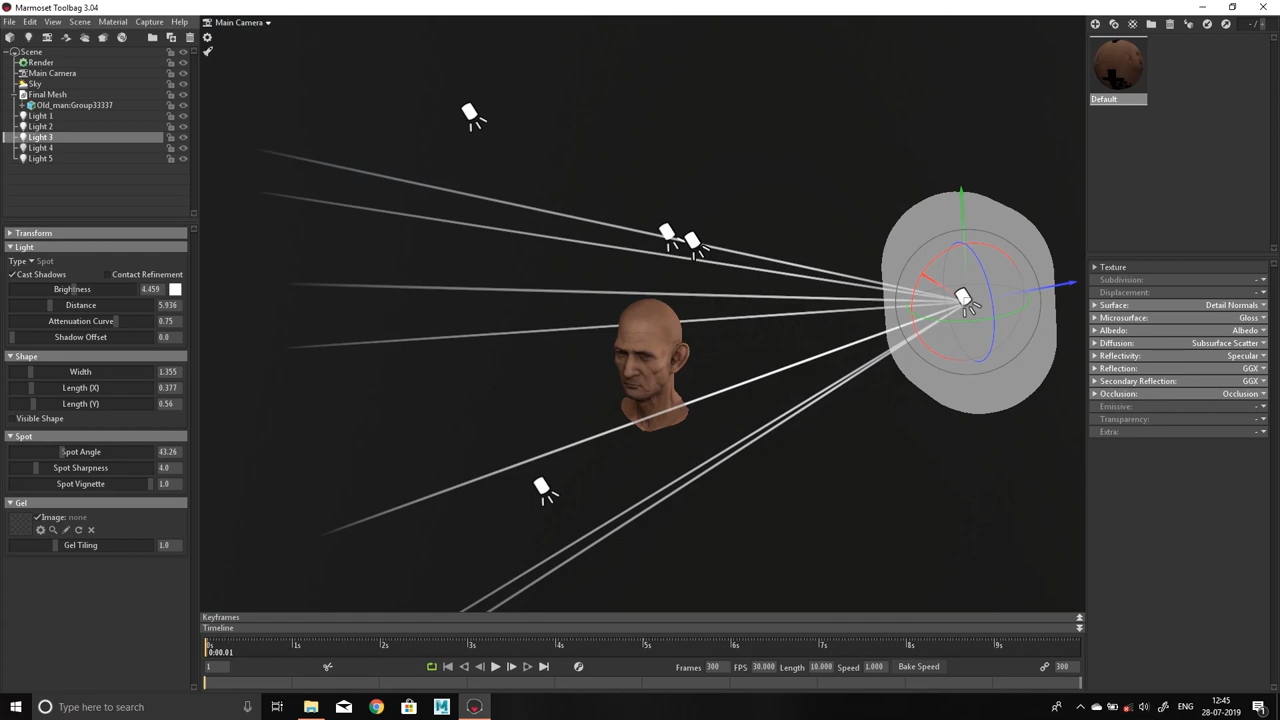 Marmoset Toolbag 3.04
File Edit View Scene Material Capture Help
Main Camera
Scene
Render
Main Camera
Sky
Final Mesh
Old_man:Group33337
Light 1
Light 2
Light 3
Light 4
Light 5
Transform
Light
Type Spot
Cast Shadows Contact Refinement
Brightness 4.459
Distance 5.936
Attenuation Curve 0.75
Shadow Offset 0.0
Shape
Width 1.355
Length (X) 0.377
Length (Y) 0.56
Visible Shape
Spot
Spot Angle 43.26
Spot Sharpness 4.0
Spot Vignette 1.0
Gel
Image: none
Gel Tiling 1.0
Default
Texture
Subdivision: -
Displacement: -
Surface: Detail Normals
Microsurface: Gloss
Albedo: Albedo
Diffusion: Subsurface Scatter
Reflectivity: Specular
Reflection: GGX
Secondary Reflection: GGX
Occlusion: Occlusion
Emissive: -
Transparency: -
Extra: -
Keyframes
Timeline
0s 1s 2s 3s 4s 5s 6s 7s 8s 9s
0:00.01
1 Frames 300 FPS 30.000 Length 10.000 Speed 1.000 Bake Speed 300
Type here to search
ENG
12:45
28-07-2019